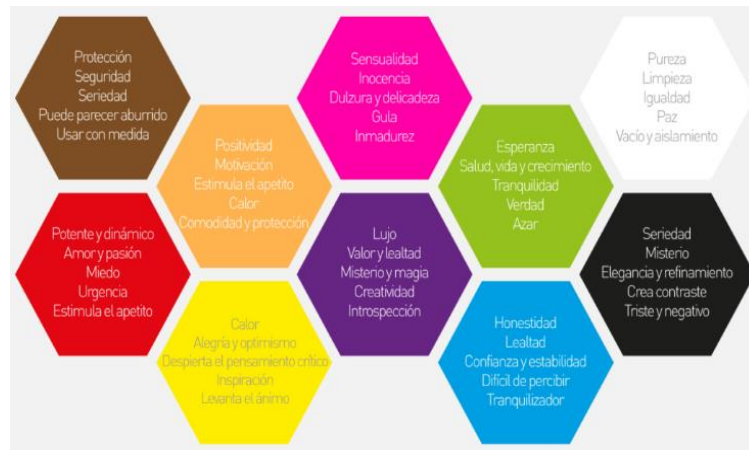 Protección
Seguridad
Seriedad
Puede parecer aburrido
Usar con medida
Sensualidad
Inocencia
Dulzura y delicadeza
Gula
Inmadurez
Pureza
Limpieza
Igualdad
Paz
Vacío y aislamiento
Positividad
Motivación
Estimula el apetito
Calor
Comodidad y protección
Esperanza
Salud, vida y crecimiento
Tranquilidad
Verdad
Azar
Potente y dinámico
Amor y pasión
Miedo
Urgencia
Estimula el apetito
Lujo
Valor y lealtad
Misterio y magia
Creatividad
Introspección
Seriedad
Misterio
Elegancia y refinamiento
Crea contraste
Triste y negativo
Calor
Alegría y optimismo
Despierta el pensamiento crítico
Inspiración
Levanta el ánimo
Honestidad
Lealtad
Confianza y estabilidad
Difícil de percibir
Tranquilizador